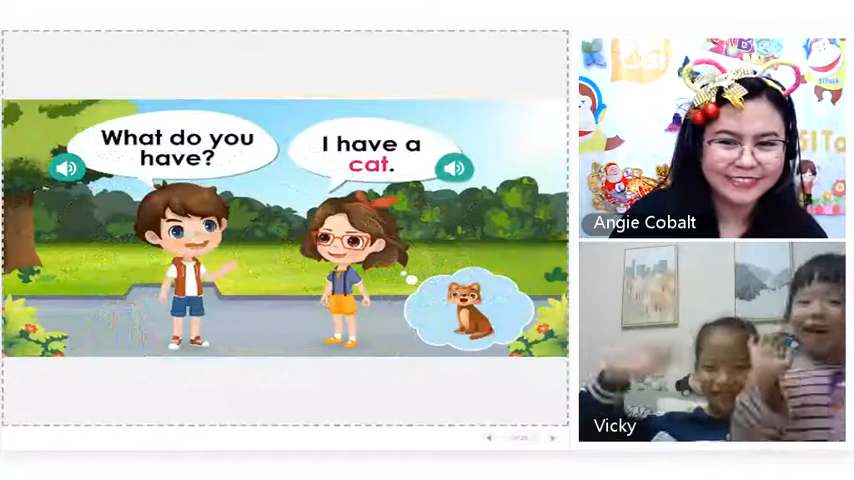 What do you
have?
I have a
cat.
Angie Cobalt
Vicky